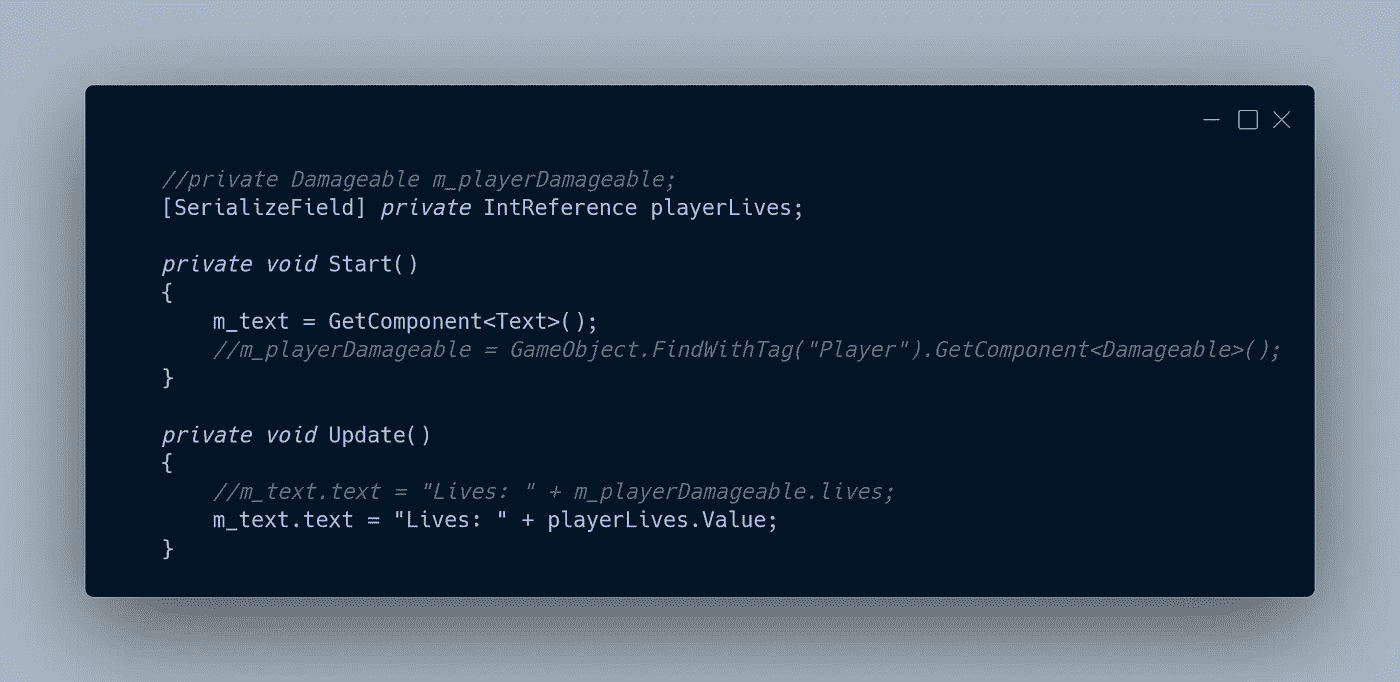 //private Damageable m_playerDamageable;
[SerializeField] private IntReference playerLives;
private void Start()
{
m_text = GetComponent<Text>();
//m_playerDamageable = GameObject.FindWithTag("Player").GetComponent<Damageable>();
}
private void Update()
{
//m_text.text = "Lives: " + m_playerDamageable.lives;
m_text.text = "Lives: " + playerLives.Value;
}